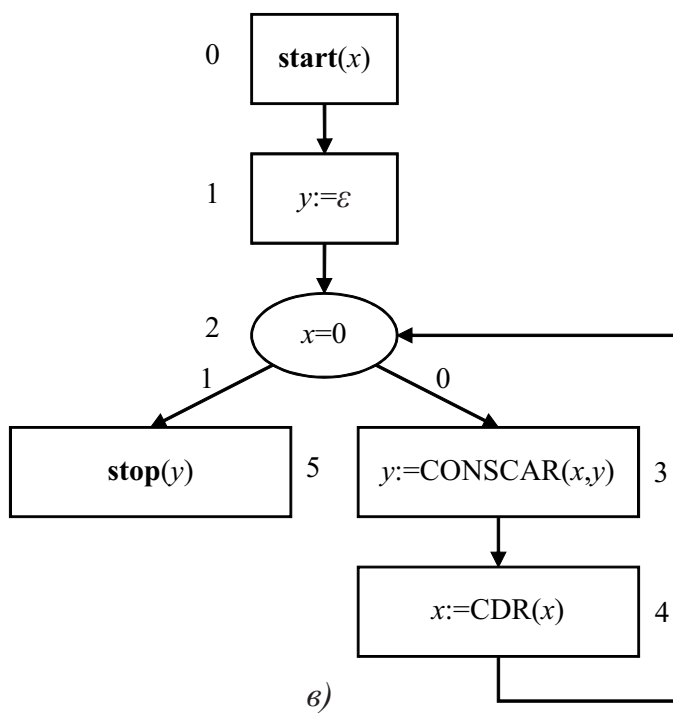 0
start(x)
1
y:=ε
2
x=0
1
0
stop(y)
5
y:=CONSCAR(x,y)
3
x:=CDR(x)
4
в)